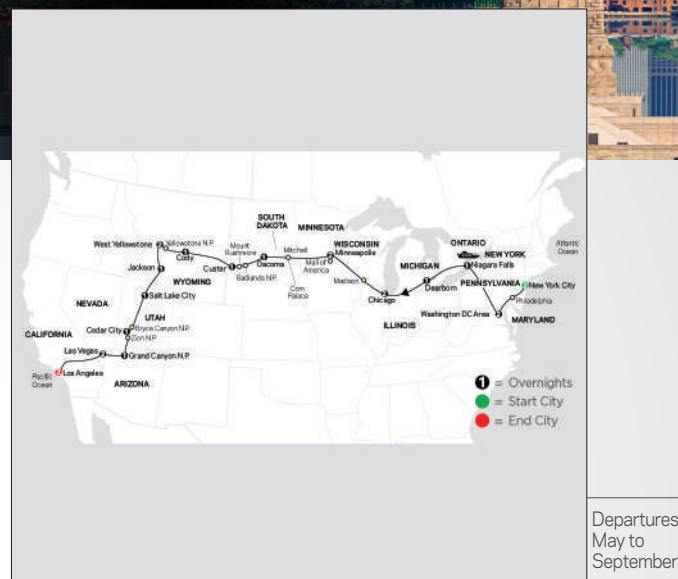 SOUTH
DAKOTA
MINNESOTA
WISCONSIN
ONTARIO
Atlantic
Ocean
West Yellowstone
Yellowstone N.P.
Cody
Mount
Rushmore
Mitchell
Minneapolis
Mall of
America
NEW YORK
Niagara Falls
Jackson
Custer
Badlands N.P.
Dacoma
MICHIGAN
WYOMING
Corn
Palace
Madison
Dearborn
PENNSYLVANIA
New York City
Philadelphia
NEVADA
Salt Lake City
Chicago
UTAH
ILLINOIS
Washington DC Area
MARYLAND
CALIFORNIA
Cedar City
Bryce Canyon N.P.
Zion N.P.
Las Vegas
Grand Canyon N.P.
Pacific
Ocean
Los Angeles
ARIZONA
1 = Overnights
= Start City
= End City
Departures
May to
September